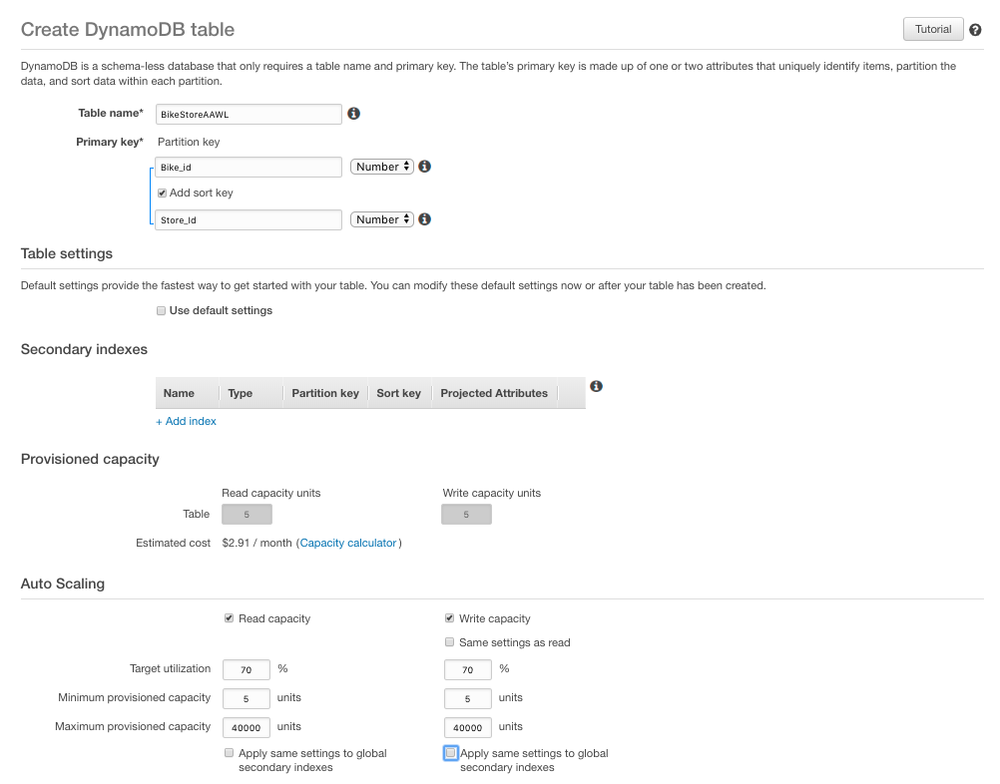 Create DynamoDB table
Tutorial
DynamoDB is a schema-less database that only requires a table name and primary key. The table's primary key is made up of one or two attributes that uniquely identify items, partition the
data, and sort data within each partition.
Table name* BikeStoreAAWL
Primary key* Partition key
Bike_id Number
Add sort key
Store_Id Number
Table settings
Default settings provide the fastest way to get started with your table. You can modify these default settings now or after your table has been created.
Use default settings
Secondary indexes
Name Type Partition key Sort key Projected Attributes
+ Add index
Provisioned capacity
Read capacity units Write capacity units
Table 5 5
Estimated cost $2.91 / month (Capacity calculator )
Auto Scaling
Read capacity Write capacity
Same settings as read
Target utilization 70 % 70 %
Minimum provisioned capacity 5 units 5 units
Maximum provisioned capacity 40000 units 40000 units
Apply same settings to global Apply same settings to global
secondary indexes secondary indexes